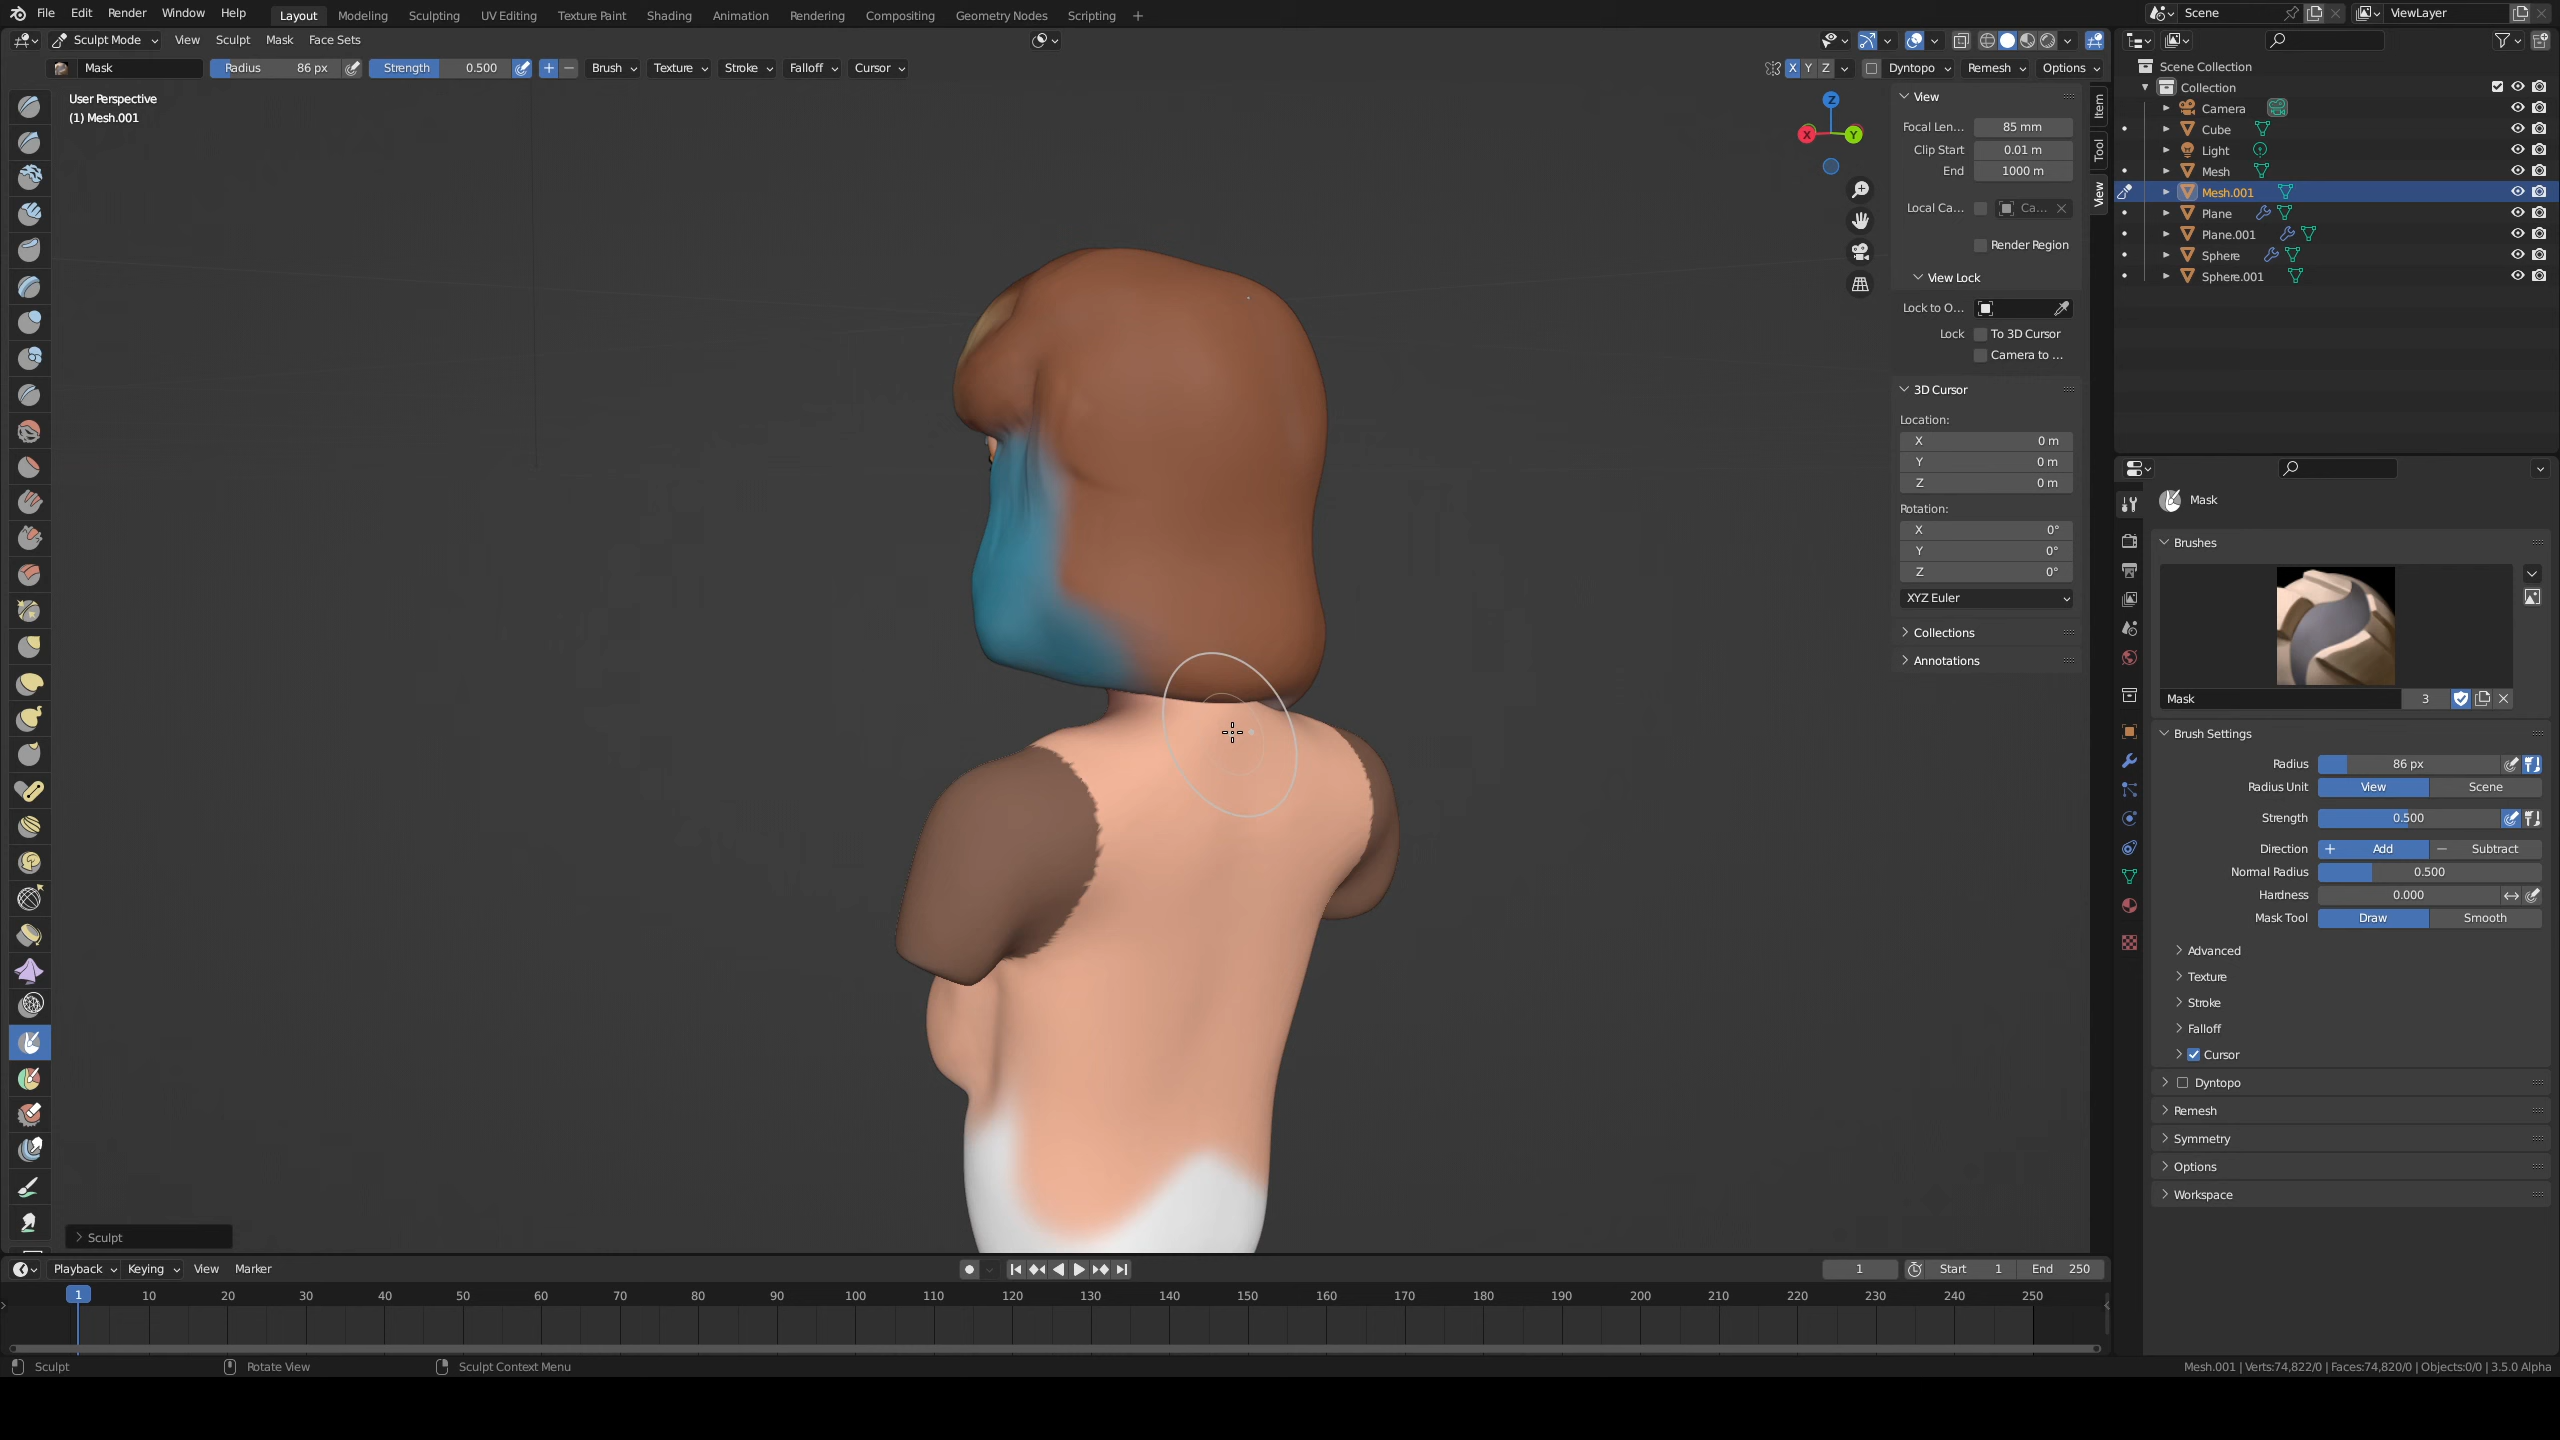 File Edit Render Window Help Layout Modeling Sculpting UV Editing Texture Paint Shading Animation Rendering Compositing Geometry Nodes Scripting Scene ViewLayer
Sculpt Mode View Sculpt Mask Face Sets
Mask Radius 86 px Strength 0.500 Brush Texture Stroke Falloff Cursor X Y Z Dyntopo Remesh Options
User Perspective
(1) Mesh.001
Z
X
Y
View
Focal Len... 85 mm
Clip Start 0.01 m
End 1000 m
Local Ca... Ca...
Render Region
View Lock
Lock to O...
Lock To 3D Cursor
Camera to ...
3D Cursor
Location:
X 0 m
Y 0 m
Z 0 m
Rotation:
X 0°
Y 0°
Z 0°
XYZ Euler
Collections
Annotations
Item
Tool
View
Scene Collection
Collection
Camera
Cube
Light
Mesh
Mesh.001
Plane
Plane.001
Sphere
Sphere.001
Mask
Brushes
Mask 3
Brush Settings
Radius 86 px
Radius Unit View Scene
Strength 0.500
Direction + Add − Subtract
Normal Radius 0.500
Hardness 0.000
Mask Tool Draw Smooth
Advanced
Texture
Stroke
Falloff
Cursor
Dyntopo
Remesh
Symmetry
Options
Workspace
Sculpt
Playback Keying View Marker 1 Start 1 End 250
1 10 20 30 40 50 60 70 80 90 100 110 120 130 140 150 160 170 180 190 200 210 220 230 240 250
Sculpt Rotate View Sculpt Context Menu Mesh.001 | Verts:74,822/0 | Faces:74,820/0 | Objects:0/0 | 3.5.0 Alpha